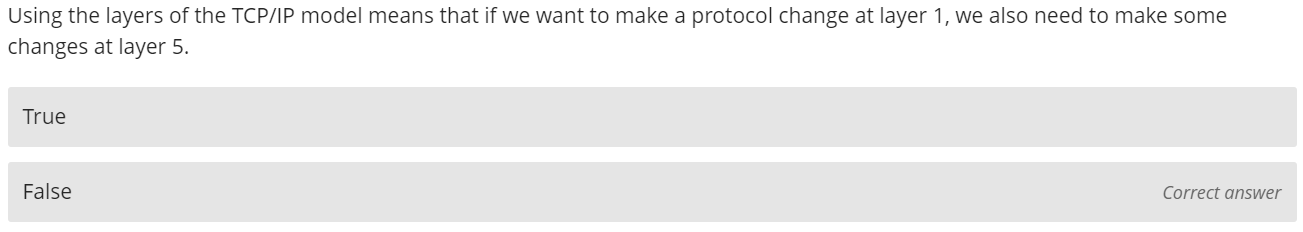 Using the layers of the TCP/IP model means that if we want to make a protocol change at layer 1, we also need to make some
changes at layer 5.
True
False
Correct answer